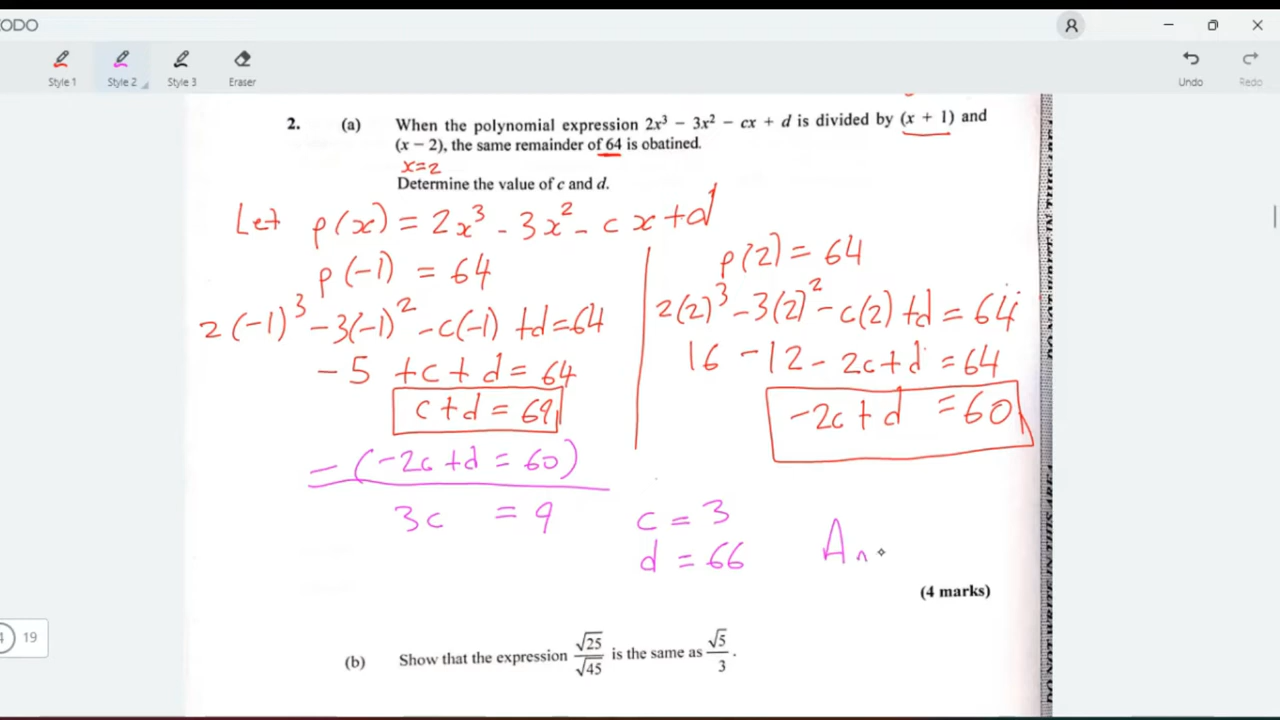 ODO
Style 1
Style 2
Style 3
Eraser
Undo
Redo
2. (a) When the polynomial expression 2x³ − 3x² − cx + d is divided by (x + 1) and
(x − 2), the same remainder of 64 is obatined.
x=2
Determine the value of c and d.
Let p(x) = 2x³ - 3x² - cx + d
p(-1) = 64
2(-1)³ - 3(-1)² - c(-1) + d = 64
-5 + c + d = 64
c + d = 69
-(-2c + d = 60)
3c = 9
p(2) = 64
2(2)³ - 3(2)² - c(2) + d = 64
16 - 12 - 2c + d = 64
-2c + d = 60
c = 3
d = 66
An
(4 marks)
19
(b) Show that the expression √25/√45 is the same as √5/3.